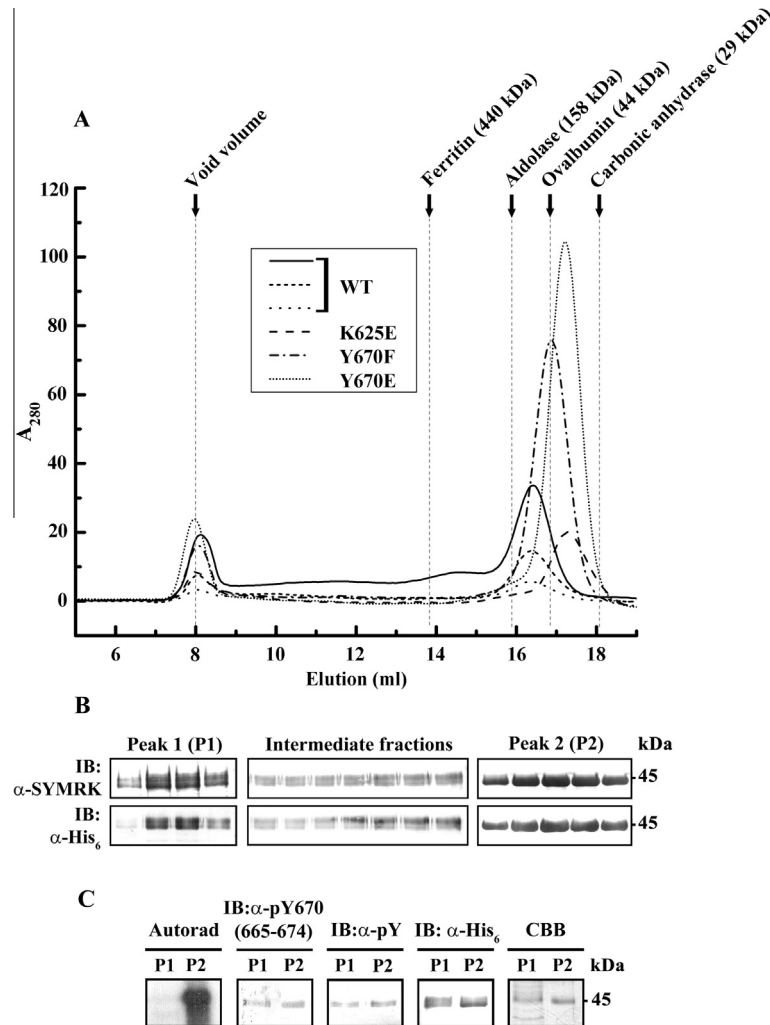 A
Void volume
Ferritin (440 kDa)
Aldolase (158 kDa)
Ovalbumin (44 kDa)
Carbonic anhydrase (29 kDa)
120
100
80
60
40
20
0
A280
WT
K625E
Y670F
Y670E
6 8 10 12 14 16 18
Elution (ml)
B
Peak 1 (P1) Intermediate fractions Peak 2 (P2) kDa
IB:
α-SYMRK
45
IB:
α-His6
45
C
Autorad
IB:α-pY670
(665-674)
IB:α-pY
IB: α-His6
CBB
P1 P2 P1 P2 P1 P2 P1 P2 P1 P2 kDa
45